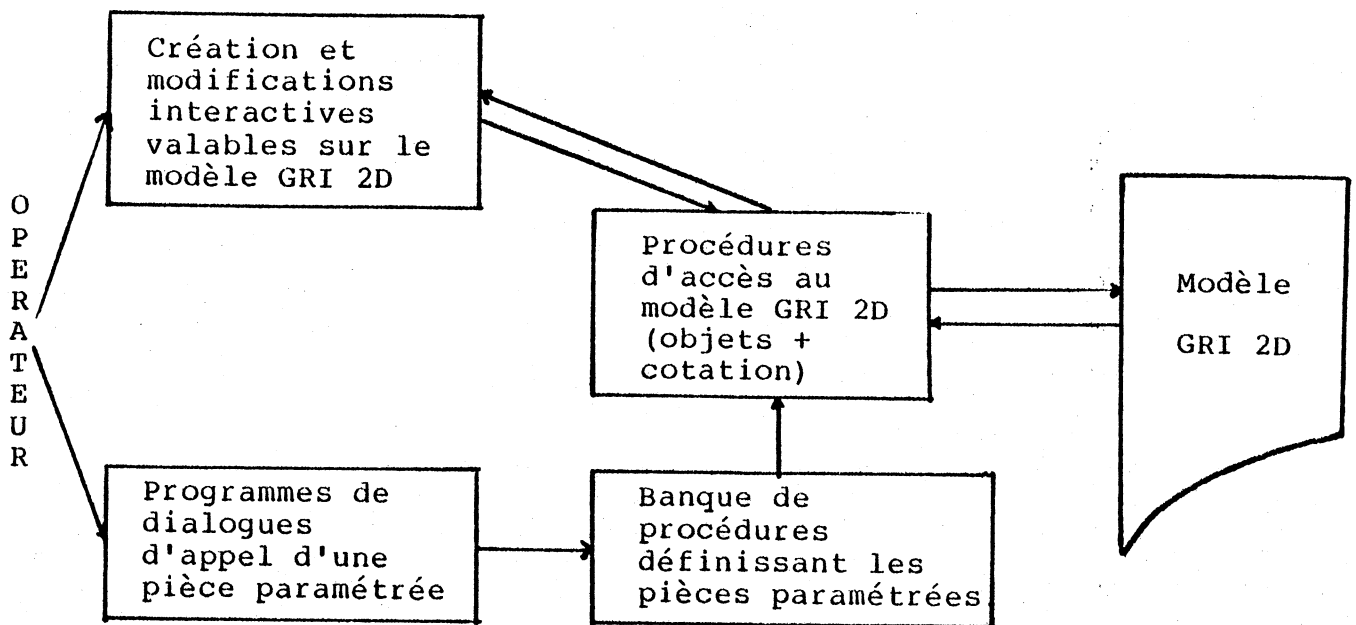 Création et
modifications
interactives
valables sur le
modèle GRI 2D
OPERATEUR
Procédures
d'accès au
modèle GRI 2D
(objets +
cotation)
Modèle
GRI 2D
Programmes de
dialogues
d'appel d'une
pièce paramétrée
Banque de
procédures
définissant les
pièces paramétrées